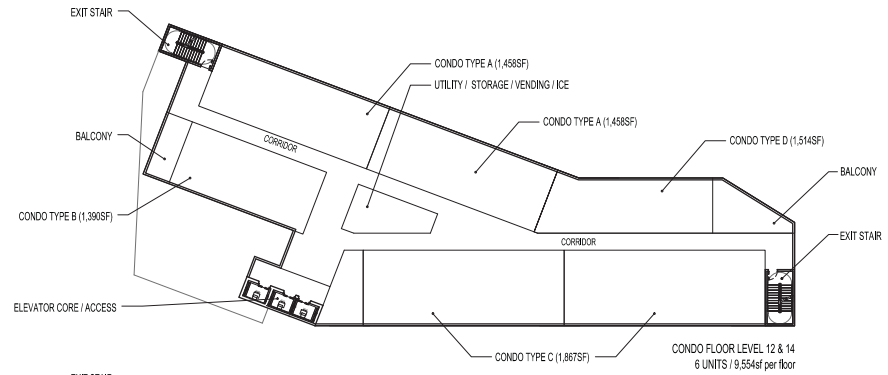 EXIT STAIR
CONDO TYPE A (1,458SF)
UTILITY / STORAGE / VENDING / ICE
CONDO TYPE A (1,458SF)
CONDO TYPE D (1,514SF)
CORRIDOR
BALCONY
BALCONY
CONDO TYPE B (1,390SF)
EXIT STAIR
CORRIDOR
ELEVATOR CORE / ACCESS
CONDO TYPE C (1,867SF)
CONDO FLOOR LEVEL 12 & 14
6 UNITS / 9,554sf per floor